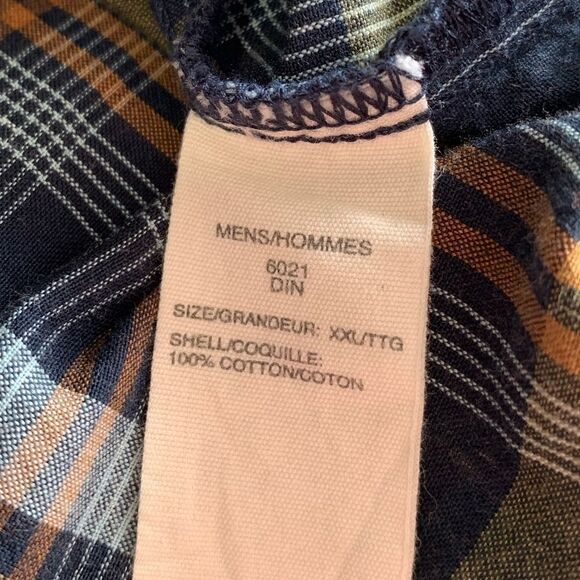 MENS/HOMMES
6021
DIN
SIZE/GRANDEUR: XXL/TTG
SHELL/COQUILLE:
100% COTTON/COTON